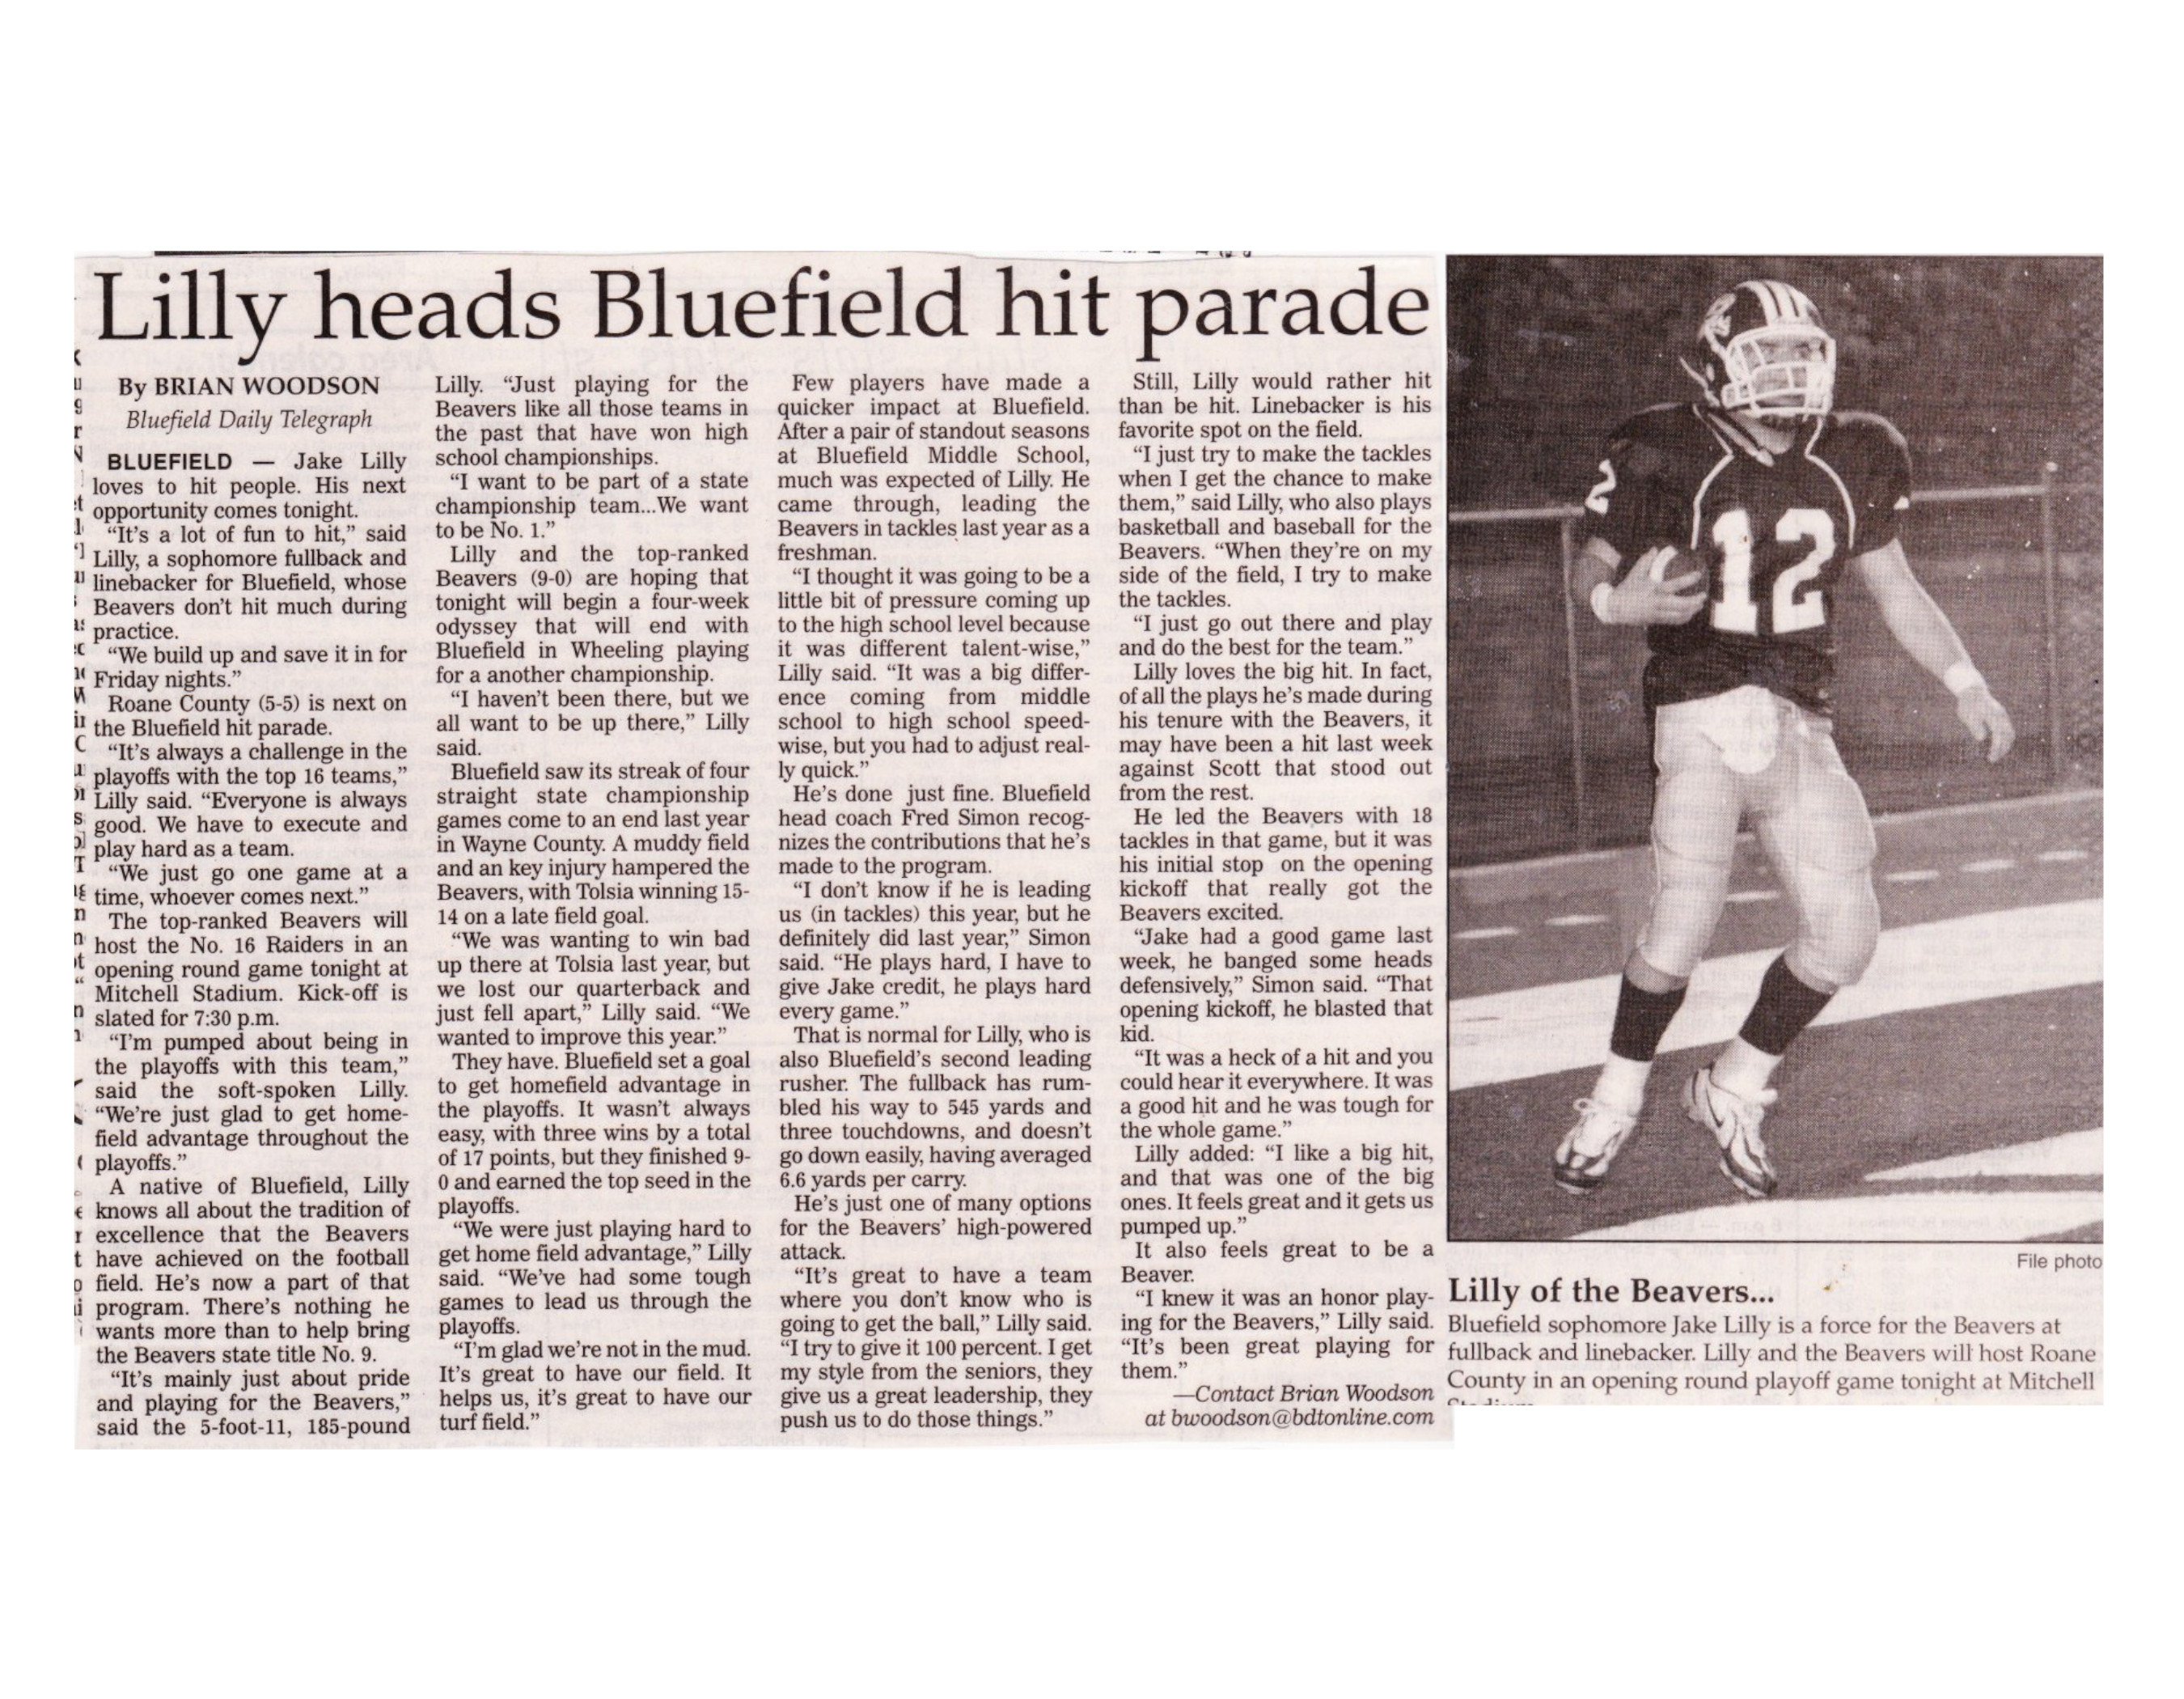 Lilly heads Bluefield hit parade
By BRIAN WOODSON
Bluefield Daily Telegraph
BLUEFIELD — Jake Lilly
loves to hit people. His next
opportunity comes tonight.
“It's a lot of fun to hit,” said
Lilly, a sophomore fullback and
linebacker for Bluefield, whose
Beavers don't hit much during
practice.
“We build up and save it in for
Friday nights.”
Roane County (5-5) is next on
the Bluefield hit parade.
“It's always a challenge in the
playoffs with the top 16 teams,”
Lilly said. “Everyone is always
good. We have to execute and
play hard as a team.
“We just go one game at a
time, whoever comes next.”
The top-ranked Beavers will
host the No. 16 Raiders in an
opening round game tonight at
Mitchell Stadium. Kick-off is
slated for 7:30 p.m.
“I'm pumped about being in
the playoffs with this team,”
said the soft-spoken Lilly.
“We're just glad to get home-
field advantage throughout the
playoffs.”
A native of Bluefield, Lilly
knows all about the tradition of
excellence that the Beavers
have achieved on the football
field. He's now a part of that
program. There's nothing he
wants more than to help bring
the Beavers state title No. 9.
“It's mainly just about pride
and playing for the Beavers,”
said the 5-foot-11, 185-pound
Lilly. “Just playing for the
Beavers like all those teams in
the past that have won high
school championships.
“I want to be part of a state
championship team...We want
to be No. 1.”
Lilly and the top-ranked
Beavers (9-0) are hoping that
tonight will begin a four-week
odyssey that will end with
Bluefield in Wheeling playing
for a another championship.
“I haven't been there, but we
all want to be up there,” Lilly
said.
Bluefield saw its streak of four
straight state championship
games come to an end last year
in Wayne County. A muddy field
and an key injury hampered the
Beavers, with Tolsia winning 15-
14 on a late field goal.
“We was wanting to win bad
up there at Tolsia last year, but
we lost our quarterback and
just fell apart,” Lilly said. “We
wanted to improve this year.”
They have. Bluefield set a goal
to get homefield advantage in
the playoffs. It wasn't always
easy, with three wins by a total
of 17 points, but they finished 9-
0 and earned the top seed in the
playoffs.
“We were just playing hard to
get home field advantage,” Lilly
said. “We've had some tough
games to lead us through the
playoffs.
“I'm glad we're not in the mud.
It's great to have our field. It
helps us, it's great to have our
turf field.”
Few players have made a
quicker impact at Bluefield.
After a pair of standout seasons
at Bluefield Middle School,
much was expected of Lilly. He
came through, leading the
Beavers in tackles last year as a
freshman.
“I thought it was going to be a
little bit of pressure coming up
to the high school level because
it was different talent-wise,”
Lilly said. “It was a big differ-
ence coming from middle
school to high school speed-
wise, but you had to adjust real-
ly quick.”
He's done just fine. Bluefield
head coach Fred Simon recog-
nizes the contributions that he's
made to the program.
“I don't know if he is leading
us (in tackles) this year, but he
definitely did last year,” Simon
said. “He plays hard, I have to
give Jake credit, he plays hard
every game.”
That is normal for Lilly, who is
also Bluefield's second leading
rusher. The fullback has rum-
bled his way to 545 yards and
three touchdowns, and doesn't
go down easily, having averaged
6.6 yards per carry.
He's just one of many options
for the Beavers' high-powered
attack.
“It's great to have a team
where you don't know who is
going to get the ball,” Lilly said.
“I try to give it 100 percent. I get
my style from the seniors, they
give us a great leadership, they
push us to do those things.”
Still, Lilly would rather hit
than be hit. Linebacker is his
favorite spot on the field.
“I just try to make the tackles
when I get the chance to make
them,” said Lilly, who also plays
basketball and baseball for the
Beavers. “When they're on my
side of the field, I try to make
the tackles.
“I just go out there and play
and do the best for the team.”
Lilly loves the big hit. In fact,
of all the plays he's made during
his tenure with the Beavers, it
may have been a hit last week
against Scott that stood out
from the rest.
He led the Beavers with 18
tackles in that game, but it was
his initial stop on the opening
kickoff that really got the
Beavers excited.
“Jake had a good game last
week, he banged some heads
defensively,” Simon said. “That
opening kickoff, he blasted that
kid.
“It was a heck of a hit and you
could hear it everywhere. It was
a good hit and he was tough for
the whole game.”
Lilly added: “I like a big hit,
and that was one of the big
ones. It feels great and it gets us
pumped up.”
It also feels great to be a
Beaver.
“I knew it was an honor play-
ing for the Beavers,” Lilly said.
“It's been great playing for
them.”
—Contact Brian Woodson
at bwoodson@bdtonline.com
2
12
File photo
Lilly of the Beavers...
Bluefield sophomore Jake Lilly is a force for the Beavers at
fullback and linebacker. Lilly and the Beavers will host Roane
County in an opening round playoff game tonight at Mitchell